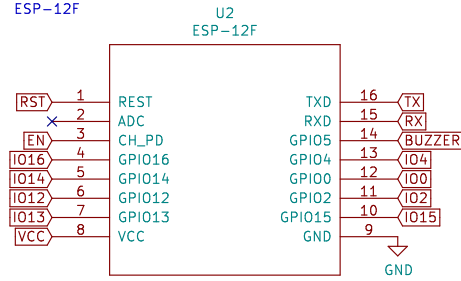 ESP-12F
U2
ESP-12F
RST 1 REST TXD 16 TX
2 ADC RXD 15 RX
EN 3 CH_PD GPIO5 14 BUZZER
IO16 4 GPIO16 GPIO4 13 IO4
IO14 5 GPIO14 GPIO0 12 IO0
IO12 6 GPIO12 GPIO2 11 IO2
IO13 7 GPIO13 GPIO15 10 IO15
VCC 8 VCC GND 9
GND